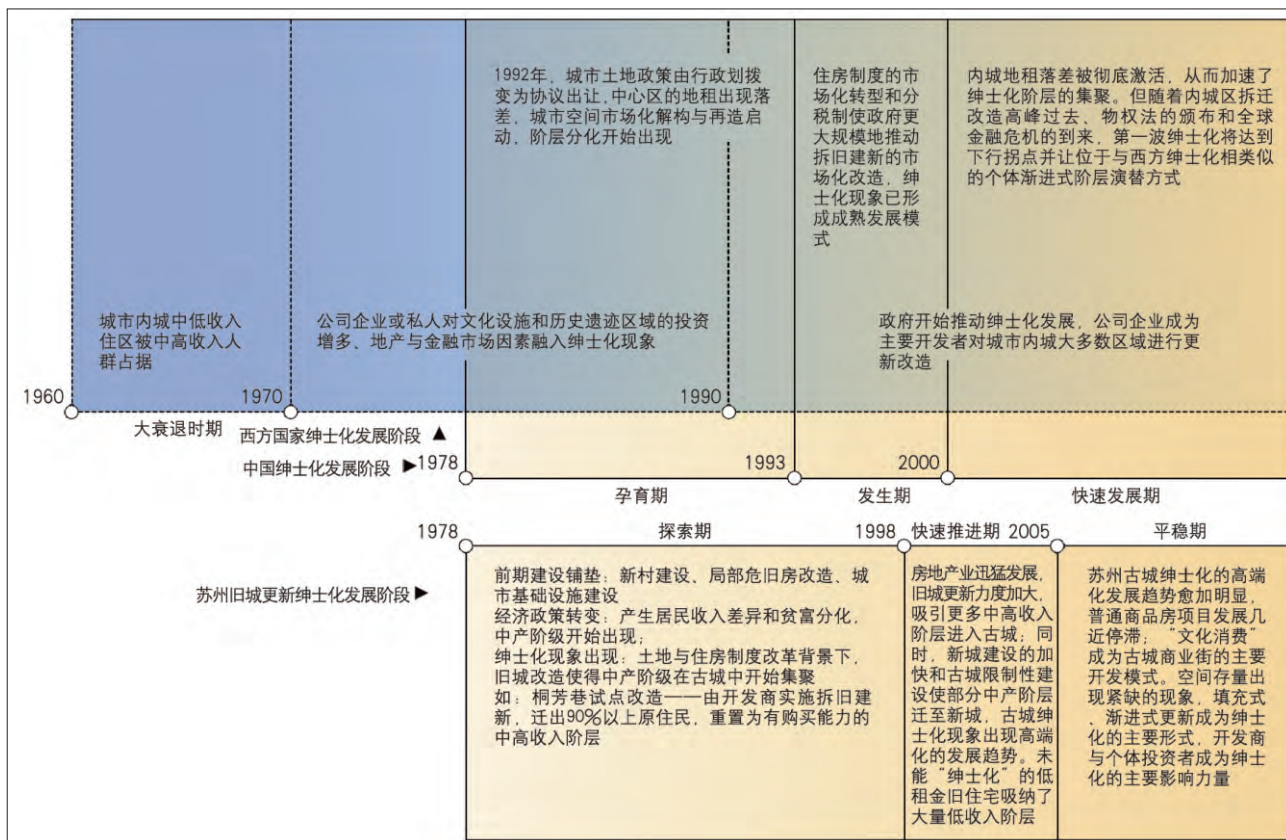 1992年，城市土地政策由行政划拨
变为协议出让，中心区的地租出现落
差，城市空间市场化解构与再造启
动，阶层分化开始出现
住房制度的市
场化转型和分
税制使政府更
大规模地推动
拆旧建新的市
场化改造，绅
士化现象已形
成成熟发展模
式
内城地租落差被彻底激活，从而加速了
绅士化阶层的集聚。但随着内城区拆迁
改造高峰过去、物权法的颁布和全球
金融危机的到来，第一波绅士化将达到
下行拐点并让位于与西方绅士化相类似
的个体渐进式阶层演替方式
城市内城中低收入
住区被中高收入人
群占据
公司企业或私人对文化设施和历史遗迹区域的投资
增多、地产与金融市场因素融入绅士化现象
政府开始推动绅士化发展，公司企业成为
主要开发者对城市内城大多数区域进行更
新改造
1960
1970
1990
大衰退时期
西方国家绅士化发展阶段 ▲
中国绅士化发展阶段 ▶
1978
1993
2000
孕育期
发生期
快速发展期
1978
探索期
1998
快速推进期
2005
平稳期
苏州旧城更新绅士化发展阶段 ▶
前期建设铺垫：新村建设、局部危旧房改造、城
市基础设施建设
经济政策转变：产生居民收入差异和贫富分化，
中产阶级开始出现；
绅士化现象出现：土地与住房制度改革背景下，
旧城改造使得中产阶级在古城中开始集聚
如：桐芳巷试点改造——由开发商实施拆旧建
新，迁出90%以上原住民，重置为有购买能力的
中高收入阶层
房地产业迅猛发展，
旧城更新力度加大，
吸引更多中高收入
阶层进入古城；同
时，新城建设的加
快和古城限制性建
设使部分中产阶层
迁至新城，古城绅
士化现象出现高端
化的发展趋势。未
能“绅士化”的低
租金旧住宅吸纳了
大量低收入阶层
苏州古城绅士化的高端
化发展趋势愈加明显，
普通商品房项目发展几
近停滞；“文化消费”
成为古城商业街的主要
开发模式。空间存量出
现紧缺的现象，填充式
、渐进式更新成为绅士
化的主要形式，开发商
与个体投资者成为绅士
化的主要影响力量